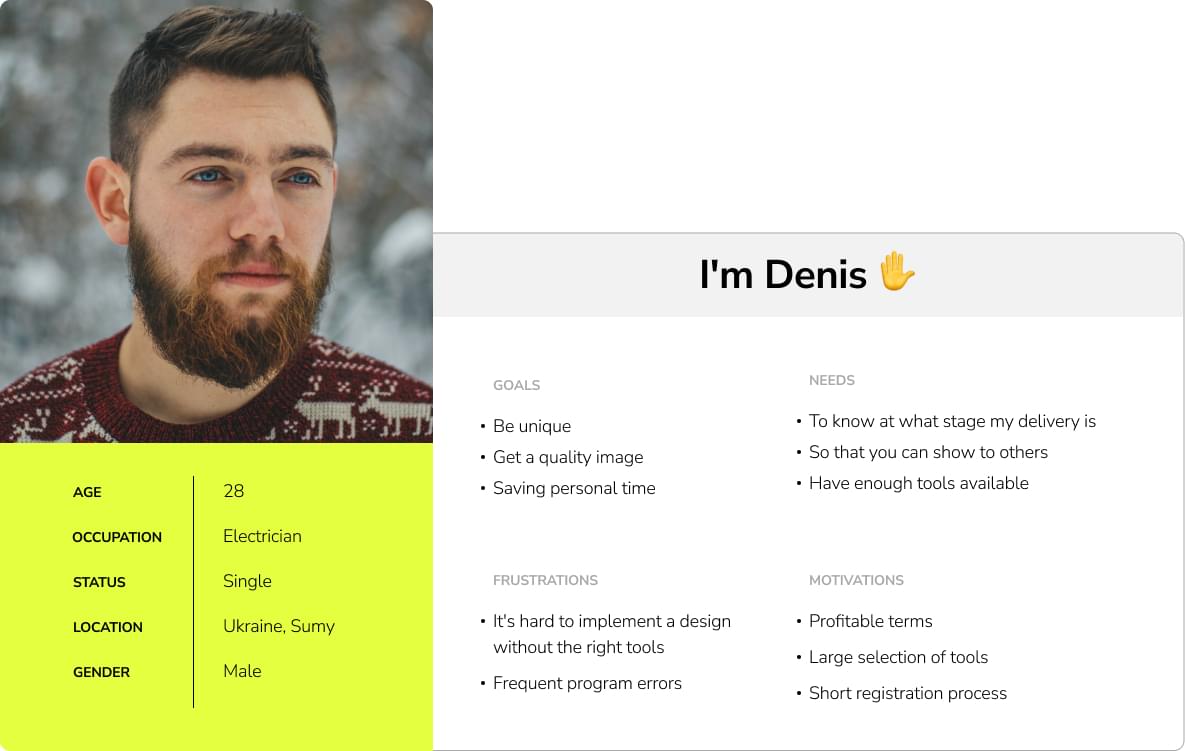 I'm Denis ✋
AGE
28
OCCUPATION
Electrician
STATUS
Single
LOCATION
Ukraine, Sumy
GENDER
Male
GOALS
• Be unique
• Get a quality image
• Saving personal time
NEEDS
• To know at what stage my delivery is
• So that you can show to others
• Have enough tools available
FRUSTRATIONS
• It's hard to implement a design
without the right tools
• Frequent program errors
MOTIVATIONS
• Profitable terms
• Large selection of tools
• Short registration process